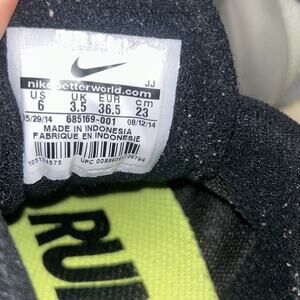 JJ
nikebetterworld.com
US UK EUR cm
6 3.5 36.5 23
05/29/14 685169-001 08/12/14
MADE IN INDONESIA
FABRIQUE EN INDONESIE
RU